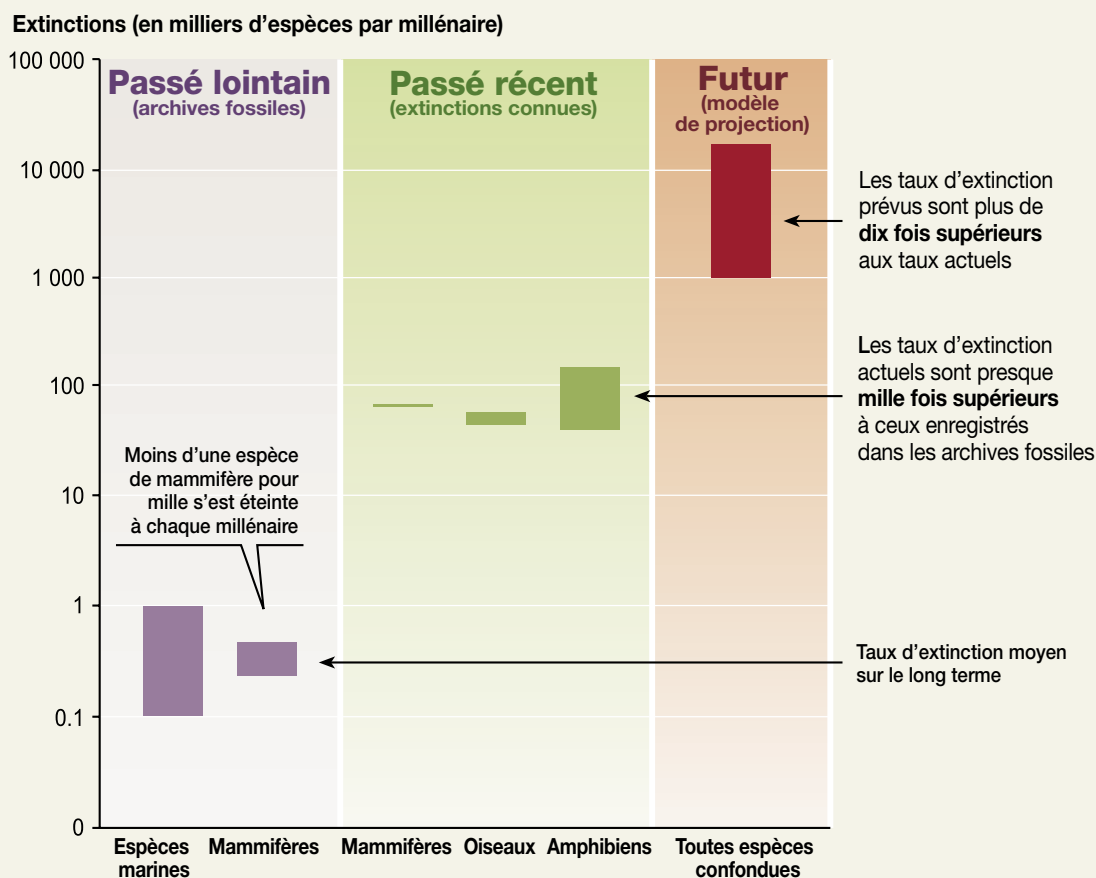 Extinctions (en milliers d’espèces par millénaire)
100 000
10 000
1 000
100
10
1
0.1
0
Passé lointain
(archives fossiles)
Passé récent
(extinctions connues)
Futur
(modèle
de projection)
Les taux d’extinction
prévus sont plus de
dix fois supérieurs
aux taux actuels
Les taux d’extinction
actuels sont presque
mille fois supérieurs
à ceux enregistrés
dans les archives fossiles
Moins d’une espèce
de mammifère pour
mille s’est éteinte
à chaque millénaire
Taux d’extinction moyen
sur le long terme
Espèces
marines
Mammifères
Mammifères
Oiseaux
Amphibiens
Toutes espèces
confondues